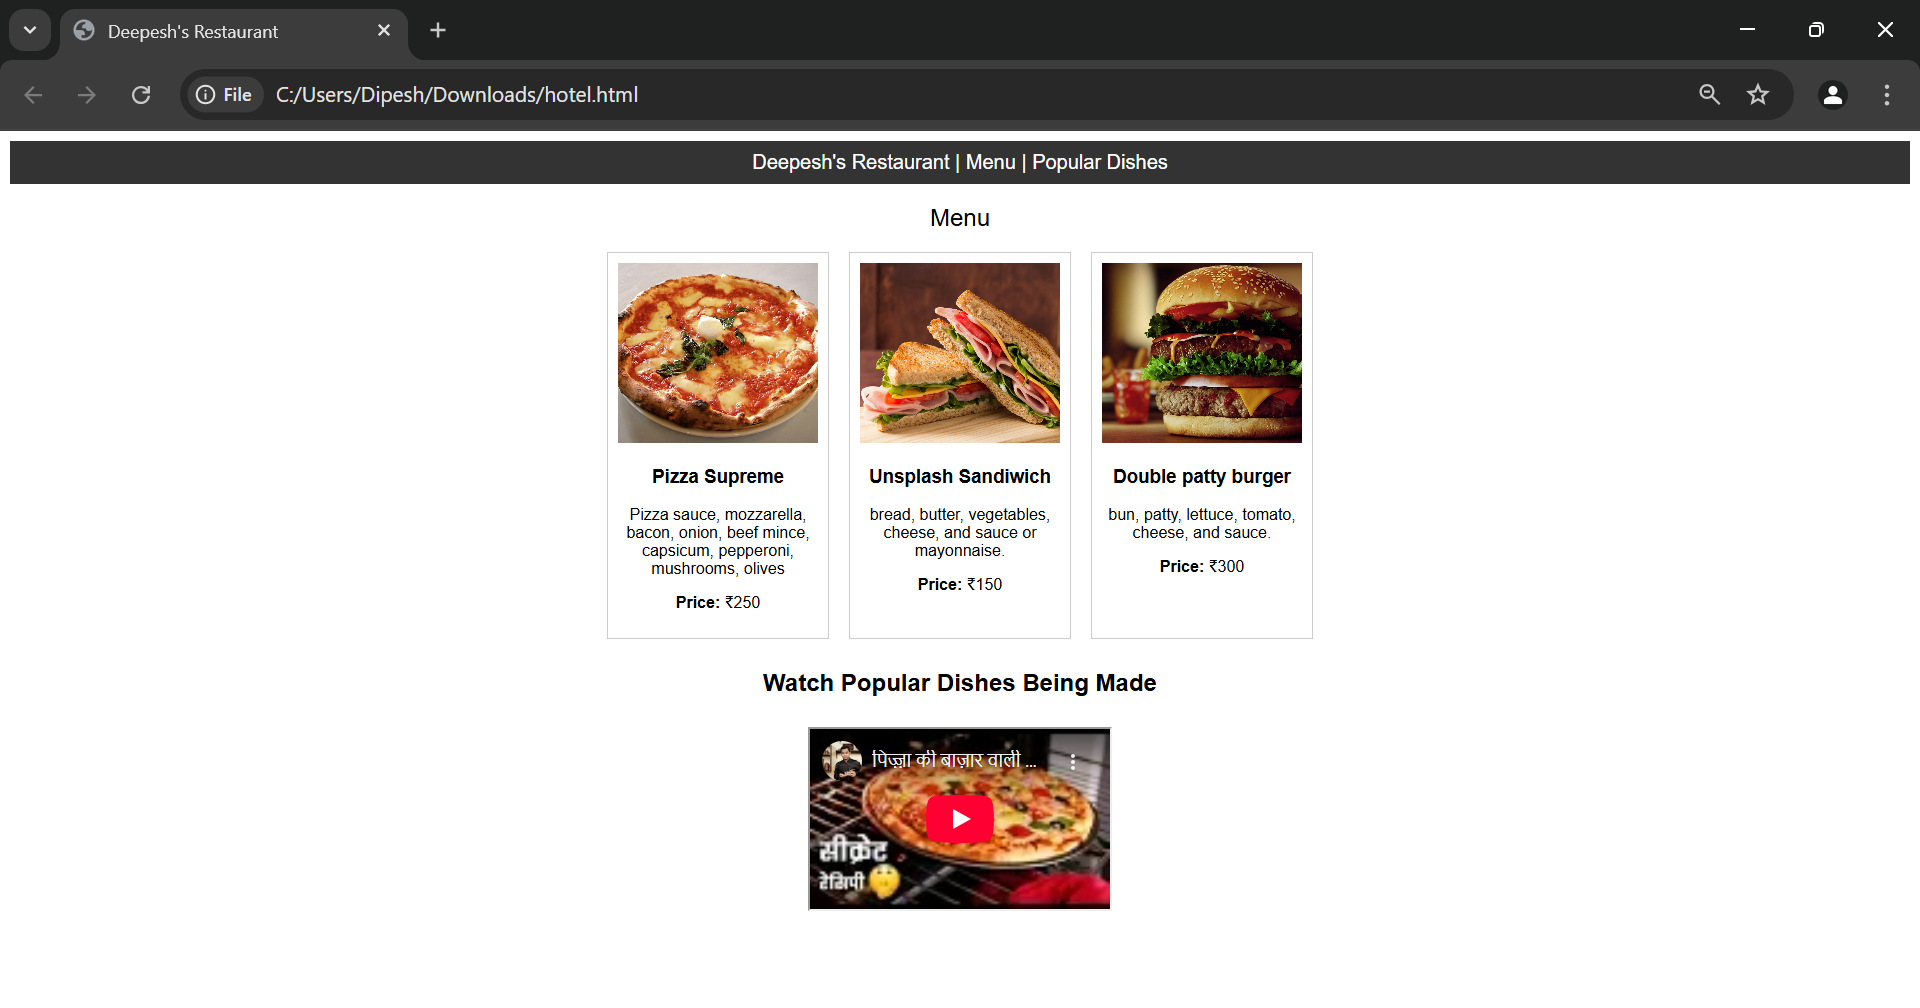 Deepesh's Restaurant
File C:/Users/Dipesh/Downloads/hotel.html
Deepesh's Restaurant | Menu | Popular Dishes
Menu
Pizza Supreme
Pizza sauce, mozzarella,
bacon, onion, beef mince,
capsicum, pepperoni,
mushrooms, olives
Price: ₹250
Unsplash Sandiwich
bread, butter, vegetables,
cheese, and sauce or
mayonnaise.
Price: ₹150
Double patty burger
bun, patty, lettuce, tomato,
cheese, and sauce.
Price: ₹300
Watch Popular Dishes Being Made
पिज़्ज़ा की बाज़ार वाली ...
सीक्रेट
रेसिपी